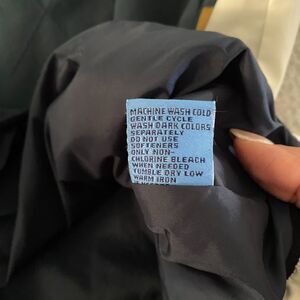 MACHINE WASH COLD
GENTLE CYCLE
WASH DARK COLORS
SEPARATELY
DO NOT USE
SOFTENERS
ONLY NON-
CHLORINE BLEACH
WHEN NEEDED
TUMBLE DRY LOW
WARM IRON